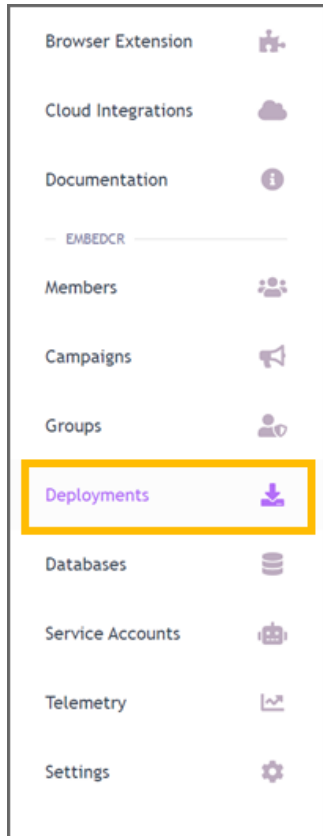 Browser Extension
Cloud Integrations
Documentation
EMBEDCR
Members
Campaigns
Groups
Deployments
Databases
Service Accounts
Telemetry
Settings